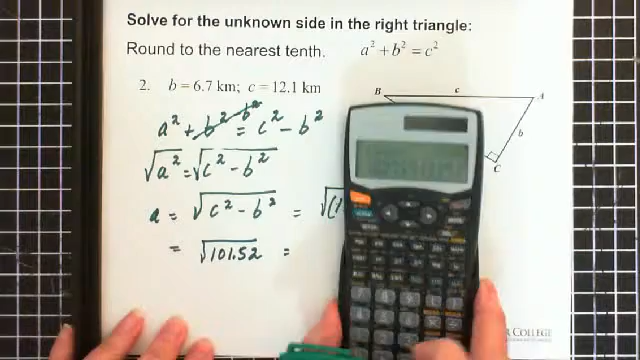 Solve for the unknown side in the right triangle:
Round to the nearest tenth. a² + b² = c²
2. b = 6.7 km; c = 12.1 km
B c A
a² + b² - b² = c² - b²
b
√a² = √c² - b²
C
a = √c² - b² = √(1
= √101.52 =
COLLEGE